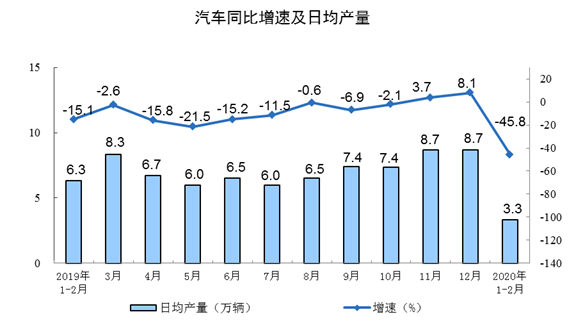 汽车同比增速及日均产量
15
10
5
0
20
0
-20
-40
-60
-80
-100
-120
-140
-15.1
-2.6
-15.8
-21.5
-15.2
-11.5
-0.6
-6.9
-2.1
3.7
8.1
-45.8
6.3
8.3
6.7
6.0
6.5
6.0
6.5
7.4
7.4
8.7
8.7
3.3
2019年
1-2月
3月
4月
5月
6月
7月
8月
9月
10月
11月
12月
2020年
1-2月
日均产量（万辆）
增速（%）